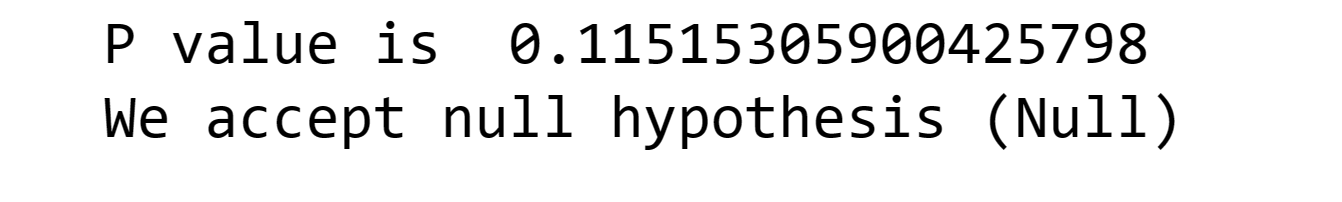 P value is  0.11515305900425798
We accept null hypothesis (Null)